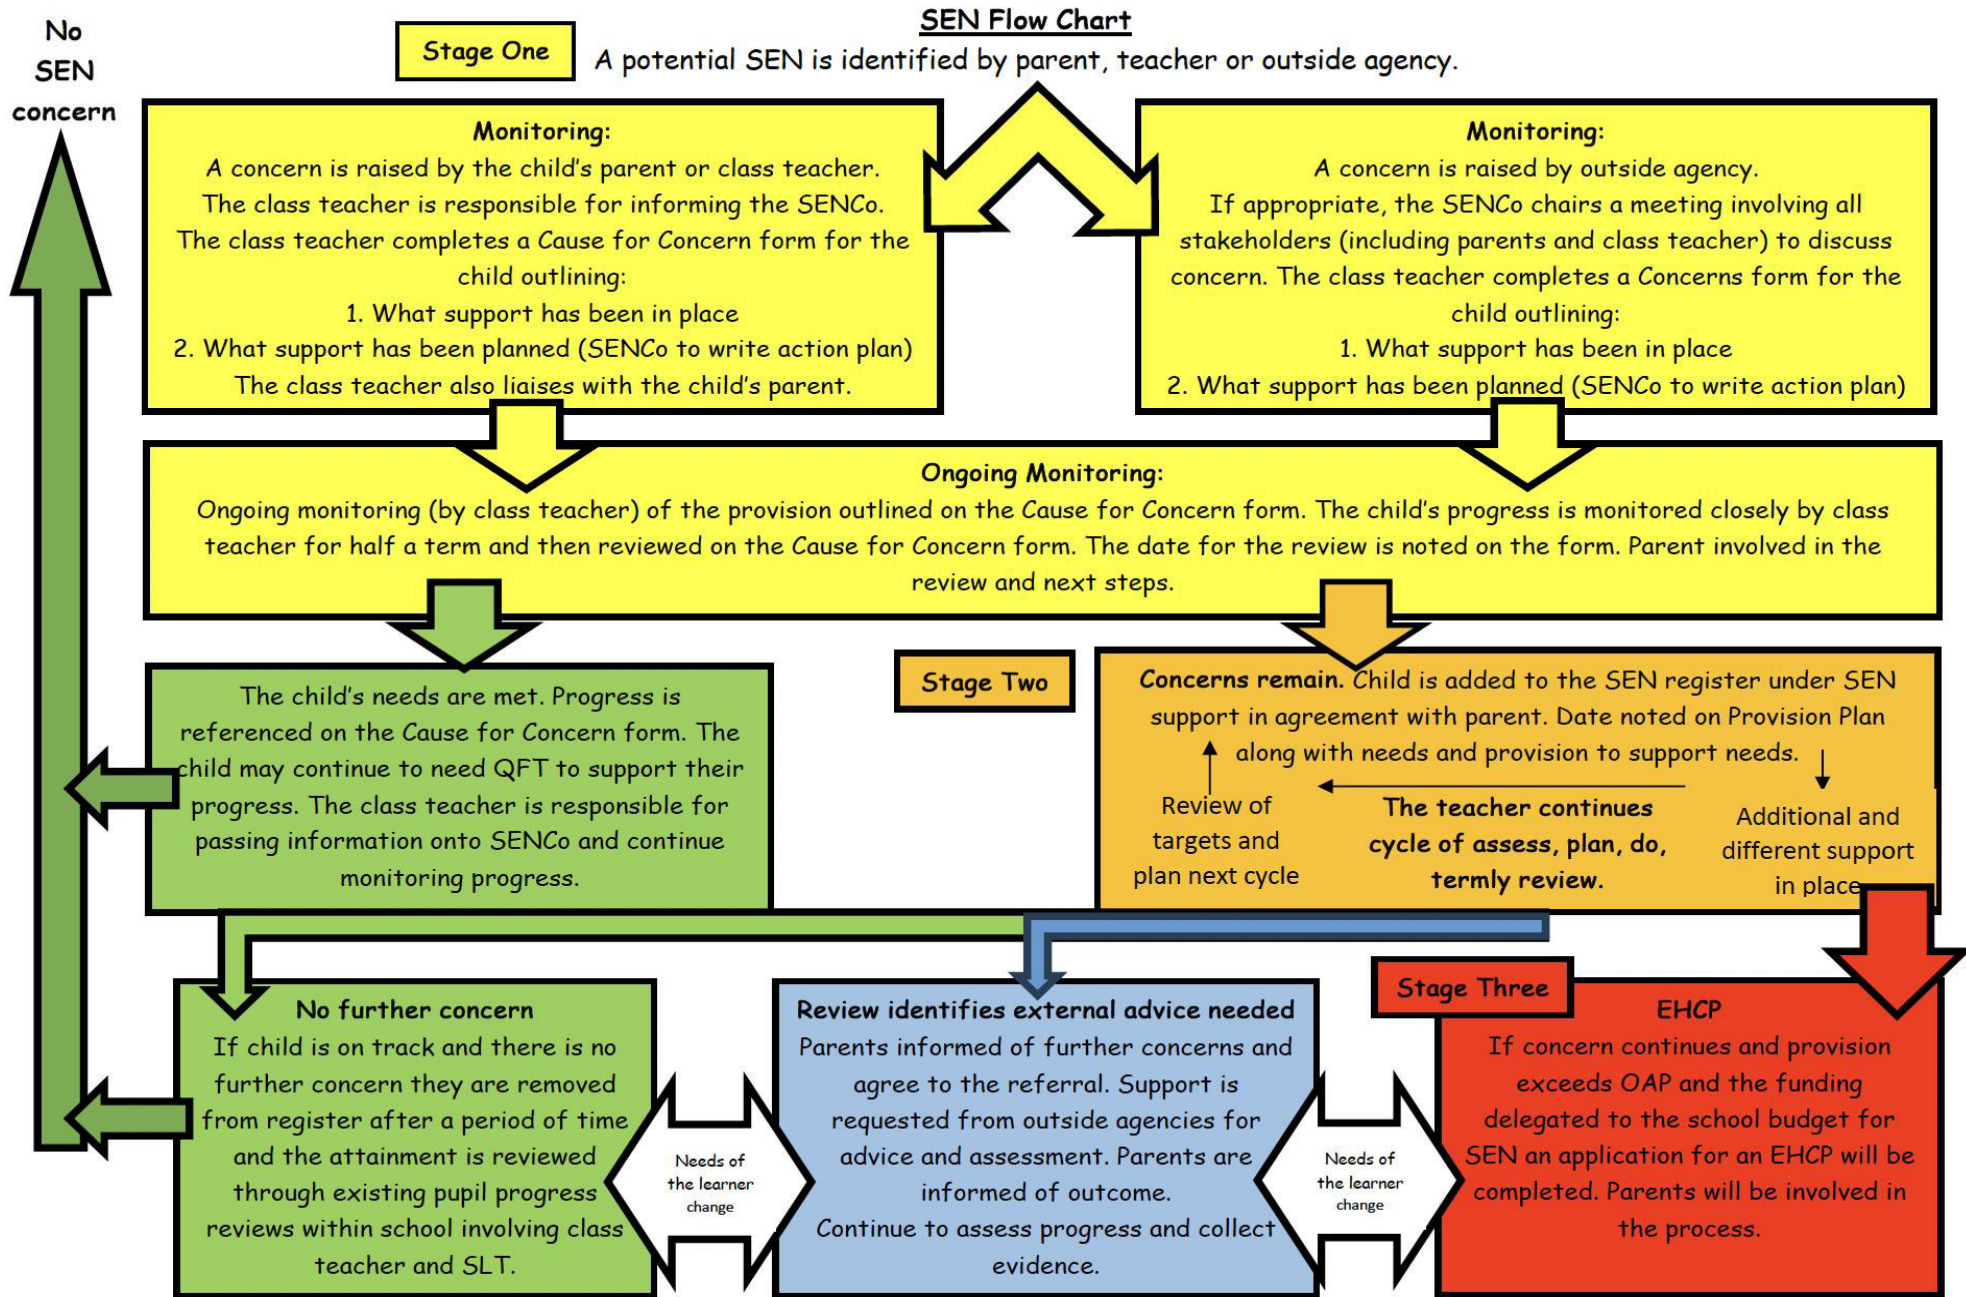 SEN Flow Chart
No
SEN
concern
Stage One
A potential SEN is identified by parent, teacher or outside agency.
Monitoring:
A concern is raised by the child's parent or class teacher.
The class teacher is responsible for informing the SENCo.
The class teacher completes a Cause for Concern form for the
child outlining:
1. What support has been in place
2. What support has been planned (SENCo to write action plan)
The class teacher also liaises with the child's parent.
Monitoring:
A concern is raised by outside agency.
If appropriate, the SENCo chairs a meeting involving all
stakeholders (including parents and class teacher) to discuss
concern. The class teacher completes a Concerns form for the
child outlining:
1. What support has been in place
2. What support has been planned (SENCo to write action plan)
Ongoing Monitoring:
Ongoing monitoring (by class teacher) of the provision outlined on the Cause for Concern form. The child's progress is monitored closely by class
teacher for half a term and then reviewed on the Cause for Concern form. The date for the review is noted on the form. Parent involved in the
review and next steps.
The child's needs are met. Progress is
referenced on the Cause for Concern form. The
child may continue to need QFT to support their
progress. The class teacher is responsible for
passing information onto SENCo and continue
monitoring progress.
Stage Two
Concerns remain. Child is added to the SEN register under SEN
support in agreement with parent. Date noted on Provision Plan
along with needs and provision to support needs.
Review of
targets and
plan next cycle
The teacher continues
cycle of assess, plan, do,
termly review.
Additional and
different support
in place
No further concern
If child is on track and there is no
further concern they are removed
from register after a period of time
and the attainment is reviewed
through existing pupil progress
reviews within school involving class
teacher and SLT.
Needs of
the learner
change
Review identifies external advice needed
Parents informed of further concerns and
agree to the referral. Support is
requested from outside agencies for
advice and assessment. Parents are
informed of outcome.
Continue to assess progress and collect
evidence.
Needs of
the learner
change
Stage Three
EHCP
If concern continues and provision
exceeds OAP and the funding
delegated to the school budget for
SEN an application for an EHCP will be
completed. Parents will be involved in
the process.